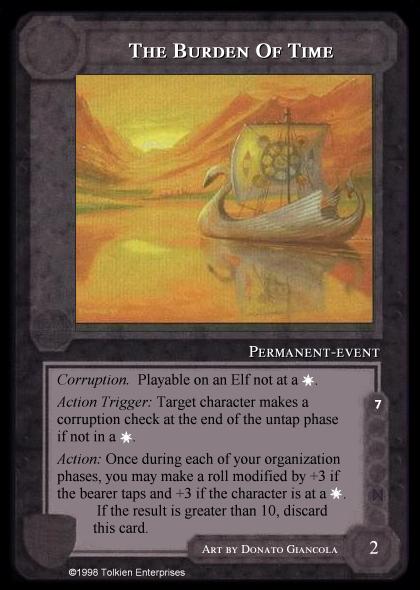 The Burden Of Time
Permanent-event
Corruption. Playable on an Elf not at a ✷.
Action Trigger: Target character makes a
corruption check at the end of the untap phase
if not in a ✷.
7
Action: Once during each of your organization
phases, you may make a roll modified by +3 if
the bearer taps and +3 if the character is at a ✷.
If the result is greater than 10, discard
this card.
Art by Donato Giancola
2
©1998 Tolkien Enterprises